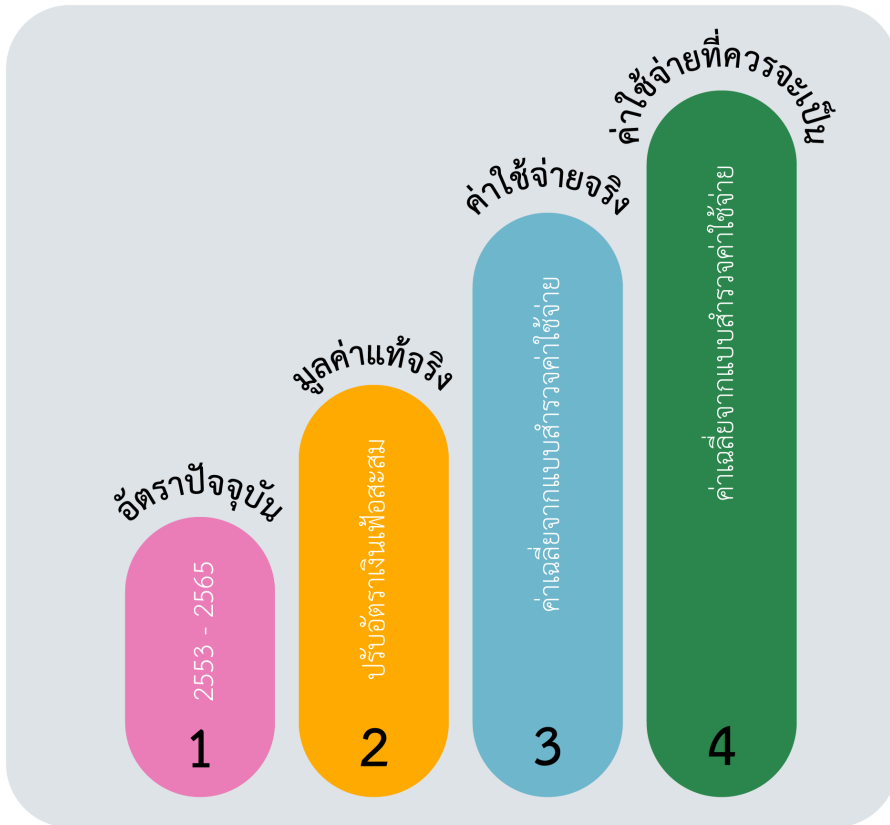 อัตราปัจจุบัน
2553 - 2565
1
มูลค่าแท้จริง
ปรับอัตราเงินเฟ้อสะสม
2
ค่าใช้จ่ายจริง
ค่าเฉลี่ยจากแบบสำรวจค่าใช้จ่าย
3
ค่าใช้จ่ายที่ควรจะเป็น
ค่าเฉลี่ยจากแบบสำรวจค่าใช้จ่าย
4